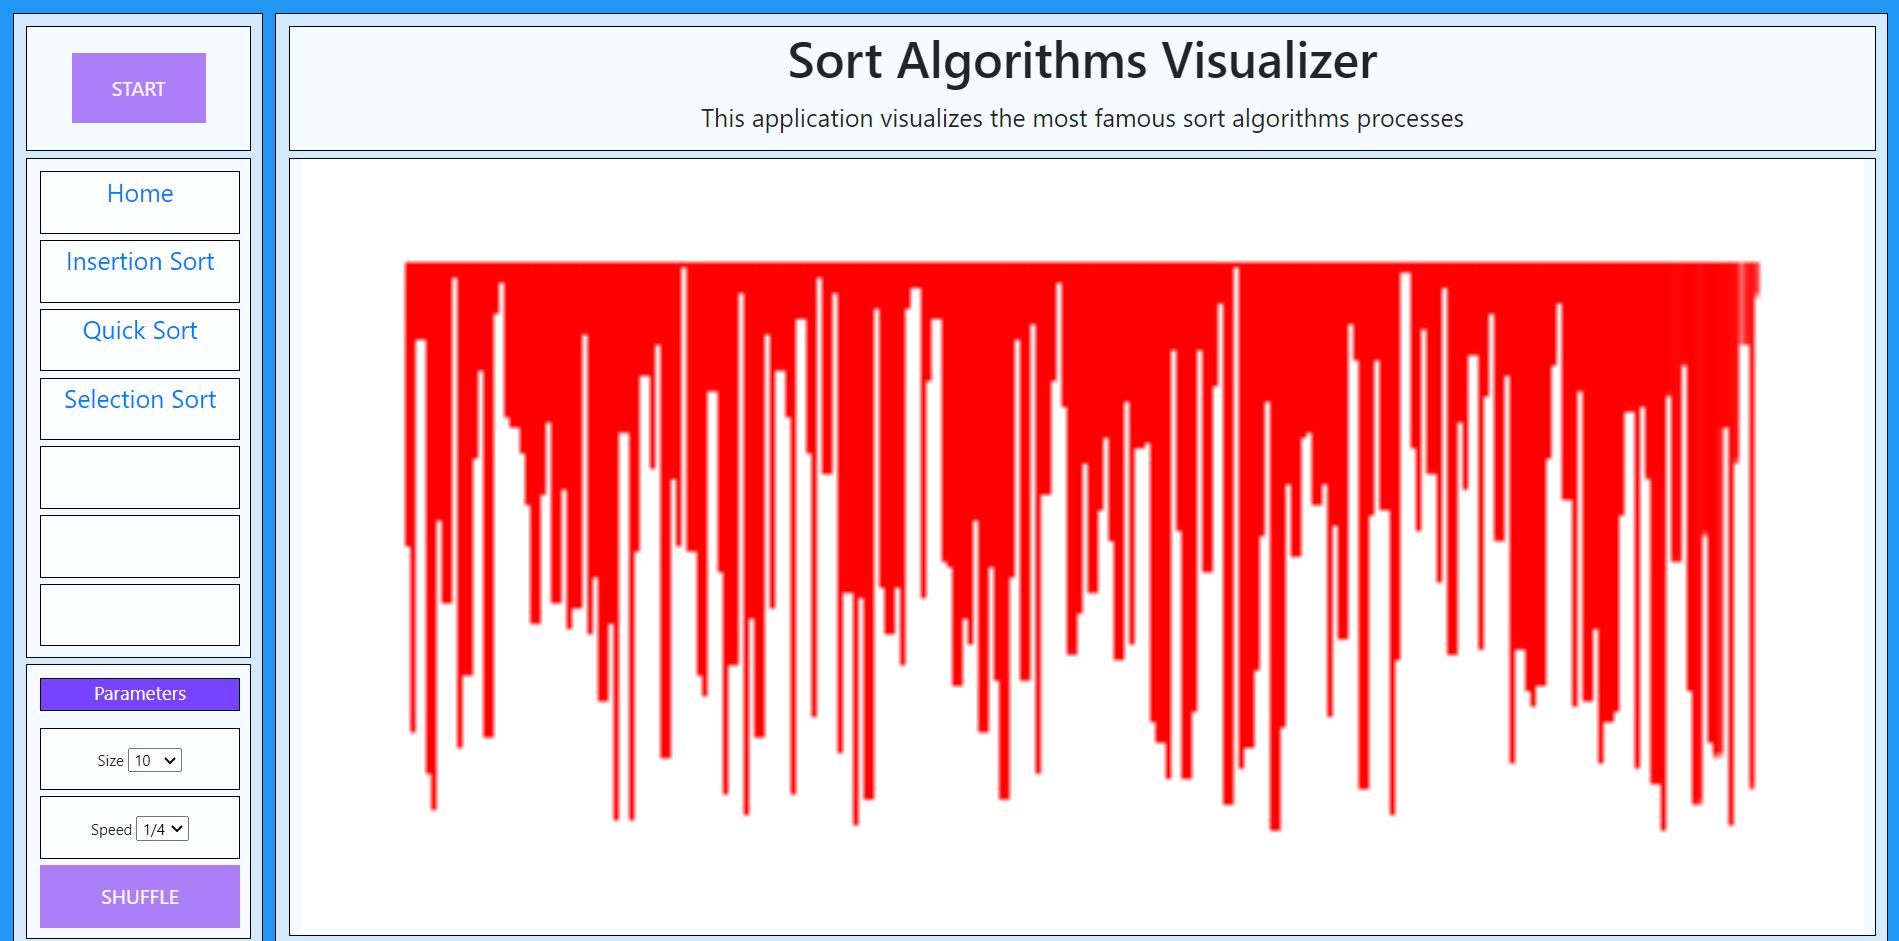 START
Home
Insertion Sort
Quick Sort
Selection Sort
Parameters
Size 10
Speed 1/4
SHUFFLE
Sort Algorithms Visualizer
This application visualizes the most famous sort algorithms processes